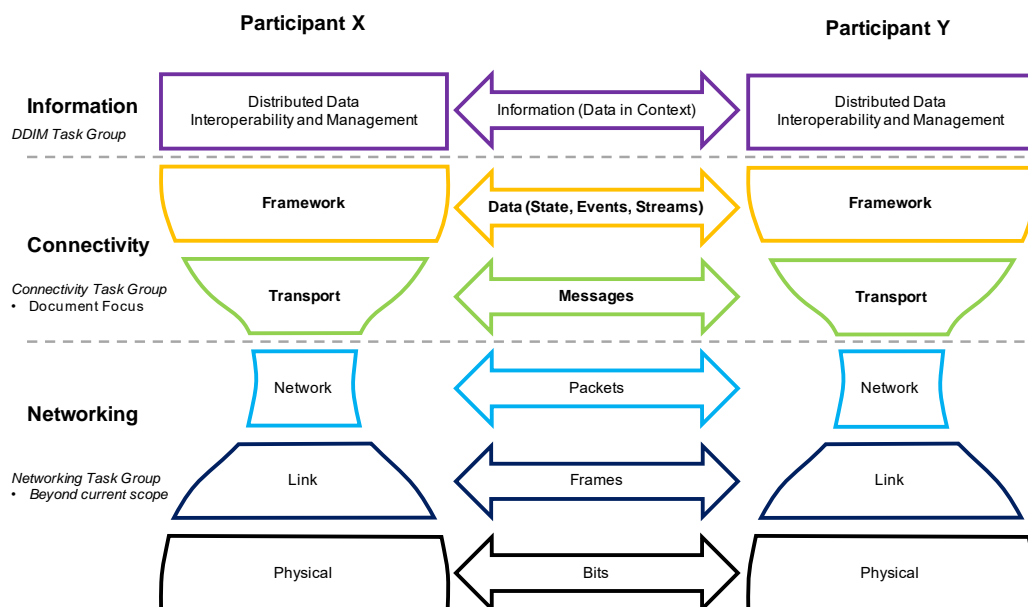 Participant X
Participant Y
Information
DDIM Task Group
Distributed Data
Interoperability and Management
Information (Data in Context)
Distributed Data
Interoperability and Management
Framework
Data (State, Events, Streams)
Framework
Connectivity
Connectivity Task Group
• Document Focus
Transport
Messages
Transport
Network
Packets
Network
Networking
Networking Task Group
• Beyond current scope
Link
Frames
Link
Physical
Bits
Physical